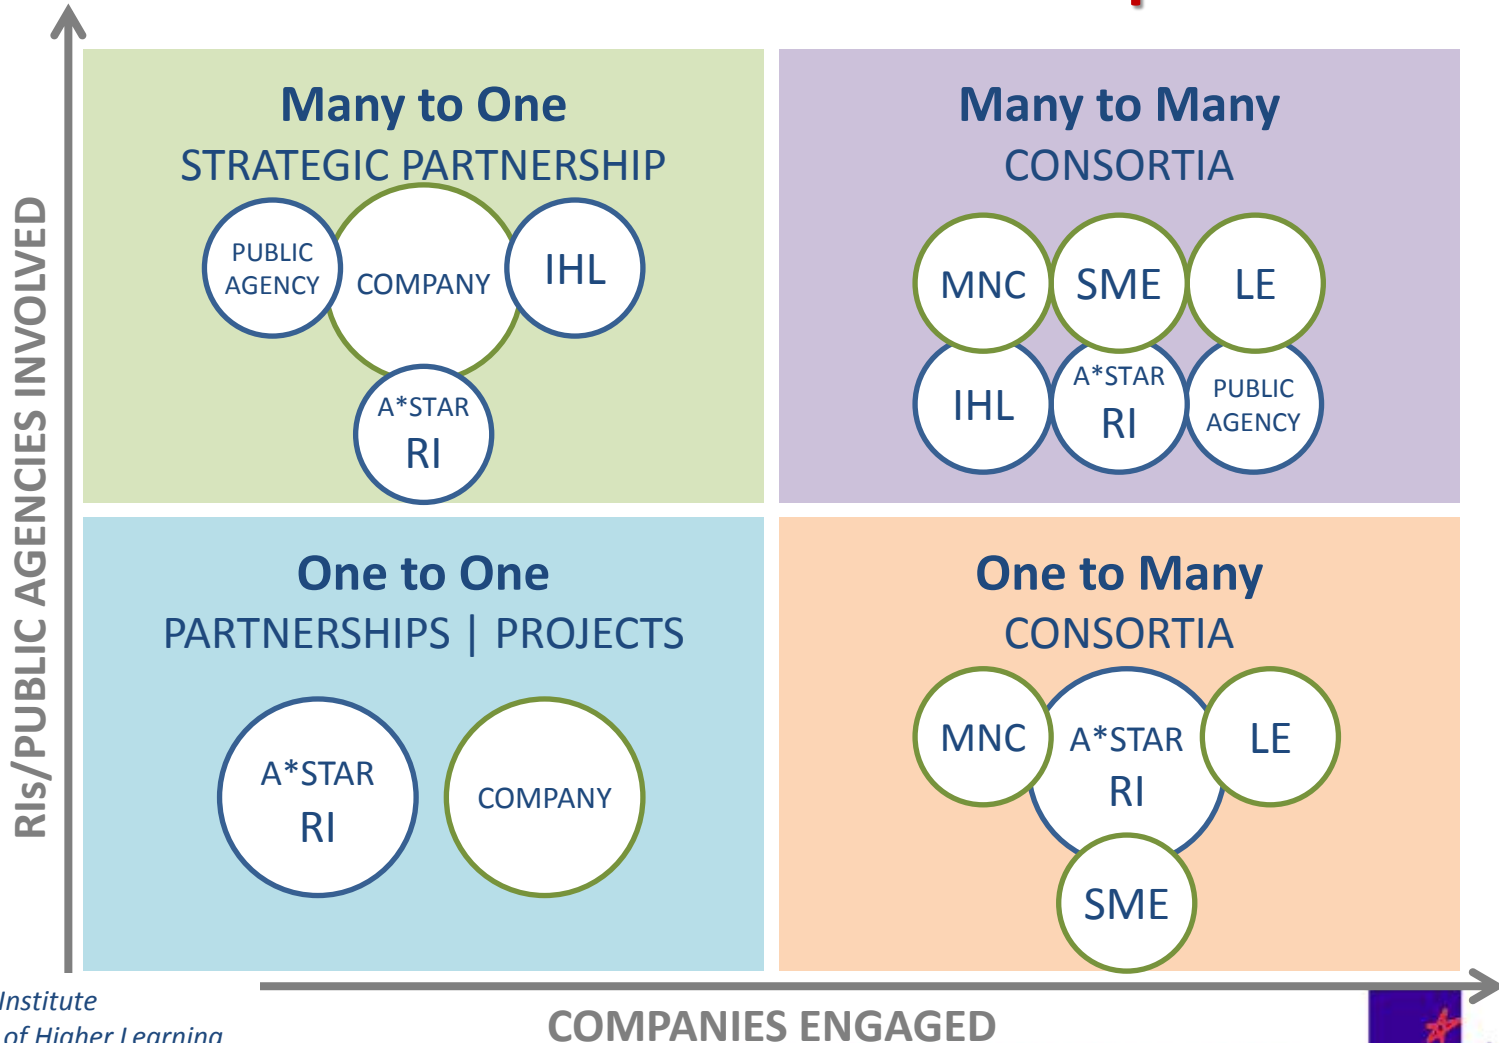 Many to One
STRATEGIC PARTNERSHIP
PUBLIC
AGENCY
COMPANY
IHL
A*STAR
RI
Many to Many
CONSORTIA
MNC
SME
LE
IHL
A*STAR
RI
PUBLIC
AGENCY
One to One
PARTNERSHIPS | PROJECTS
A*STAR
RI
COMPANY
One to Many
CONSORTIA
MNC
A*STAR
RI
LE
SME
RIs/PUBLIC AGENCIES INVOLVED
COMPANIES ENGAGED
Institute
of Higher Learning